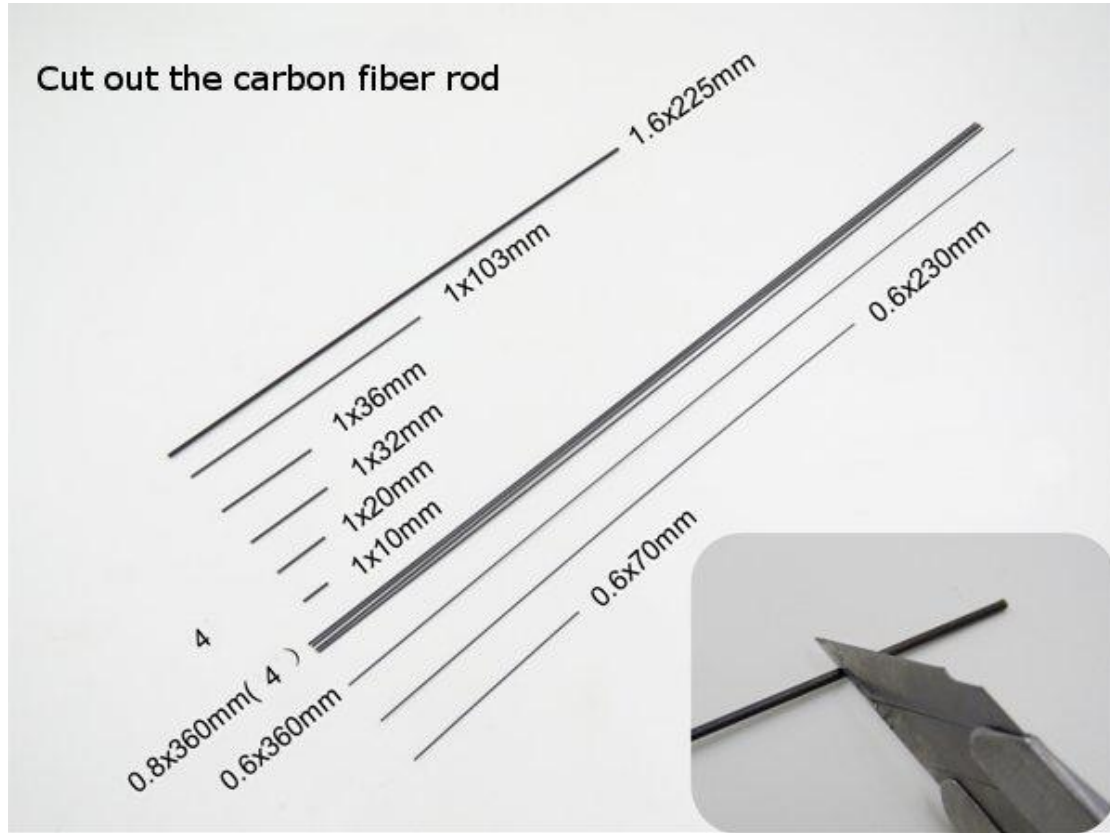 Cut out the carbon fiber rod
1.6x225mm
1x103mm
1x36mm
1x32mm
1x20mm
1x10mm
0.6x230mm
0.6x70mm
4
0.8x360mm( 4 )
0.6x360mm